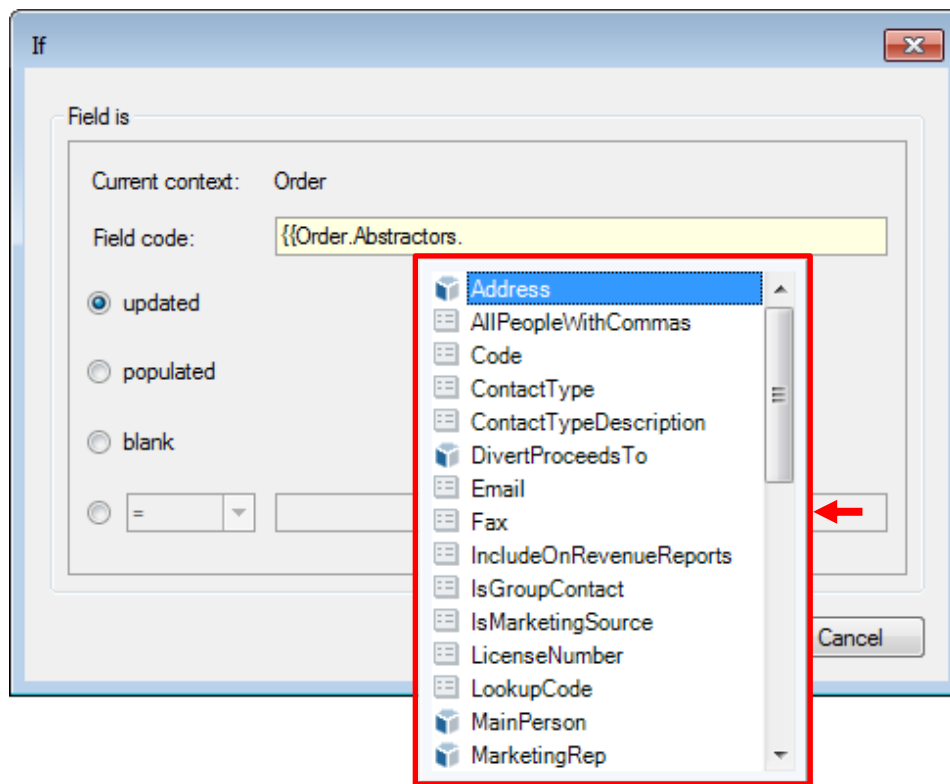 If
Field is
Current context: Order
Field code: {{Order.Abstractors.
updated
populated
blank
=
Address
AllPeopleWithCommas
Code
ContactType
ContactTypeDescription
DivertProceedsTo
Email
Fax
IncludeOnRevenueReports
IsGroupContact
IsMarketingSource
LicenseNumber
LookupCode
MainPerson
MarketingRep
Cancel